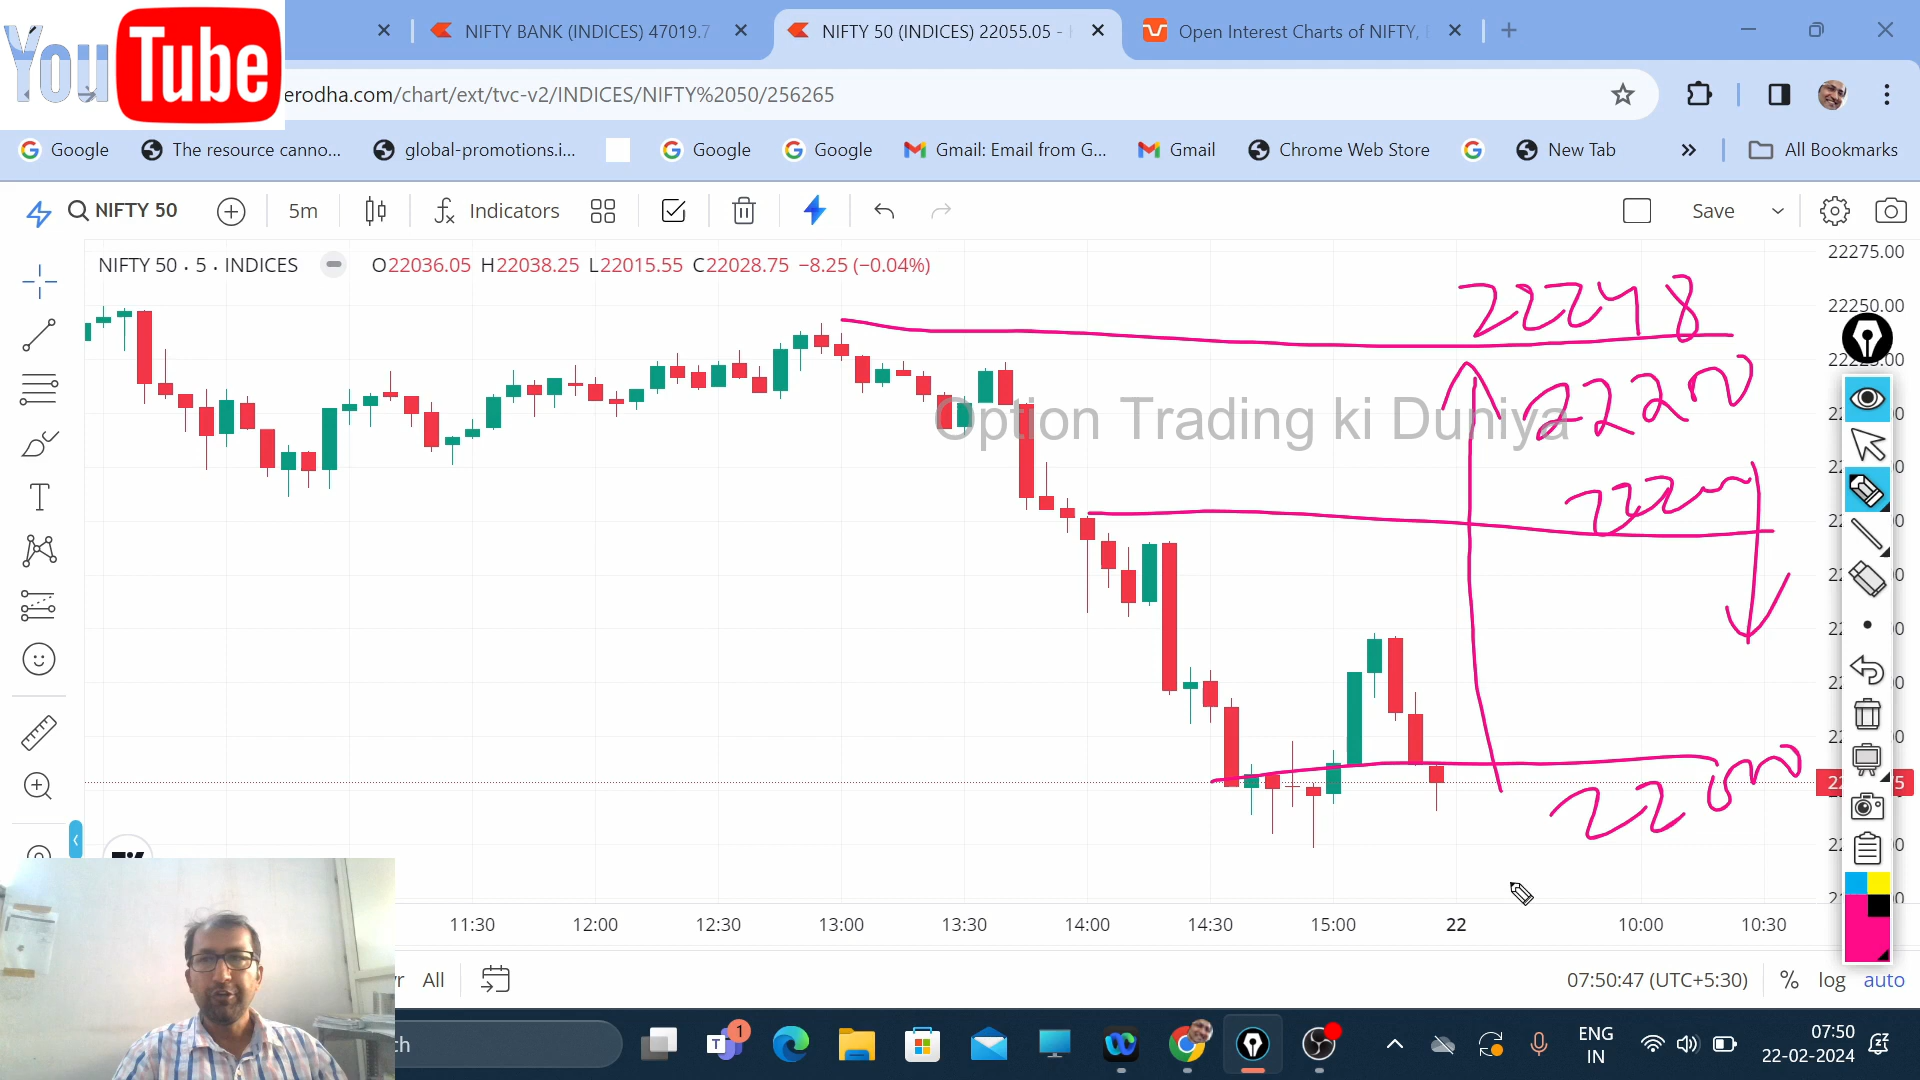 YouTube
NIFTY BANK (INDICES) 47019.7
NIFTY 50 (INDICES) 22055.05 -
Open Interest Charts of NIFTY,
erodha.com/chart/ext/tvc-v2/INDICES/NIFTY%2050/256265
Google
The resource canno...
global-promotions.i...
Google
Google
Gmail: Email from G...
Gmail
Chrome Web Store
New Tab
All Bookmarks
NIFTY 50
5m
Indicators
Save
NIFTY 50 . 5 . INDICES
O22036.05 H22038.25 L22015.55 C22028.75 −8.25 (−0.04%)
22275.00
22250.00
22248
22200
Option Trading ki Duniya
22000
11:30 12:00 12:30 13:00 13:30 14:00 14:30 15:00 22 10:00 10:30
All
07:50:47 (UTC+5:30)
%
log
auto
ch
1
ENG
IN
07:50
22-02-2024